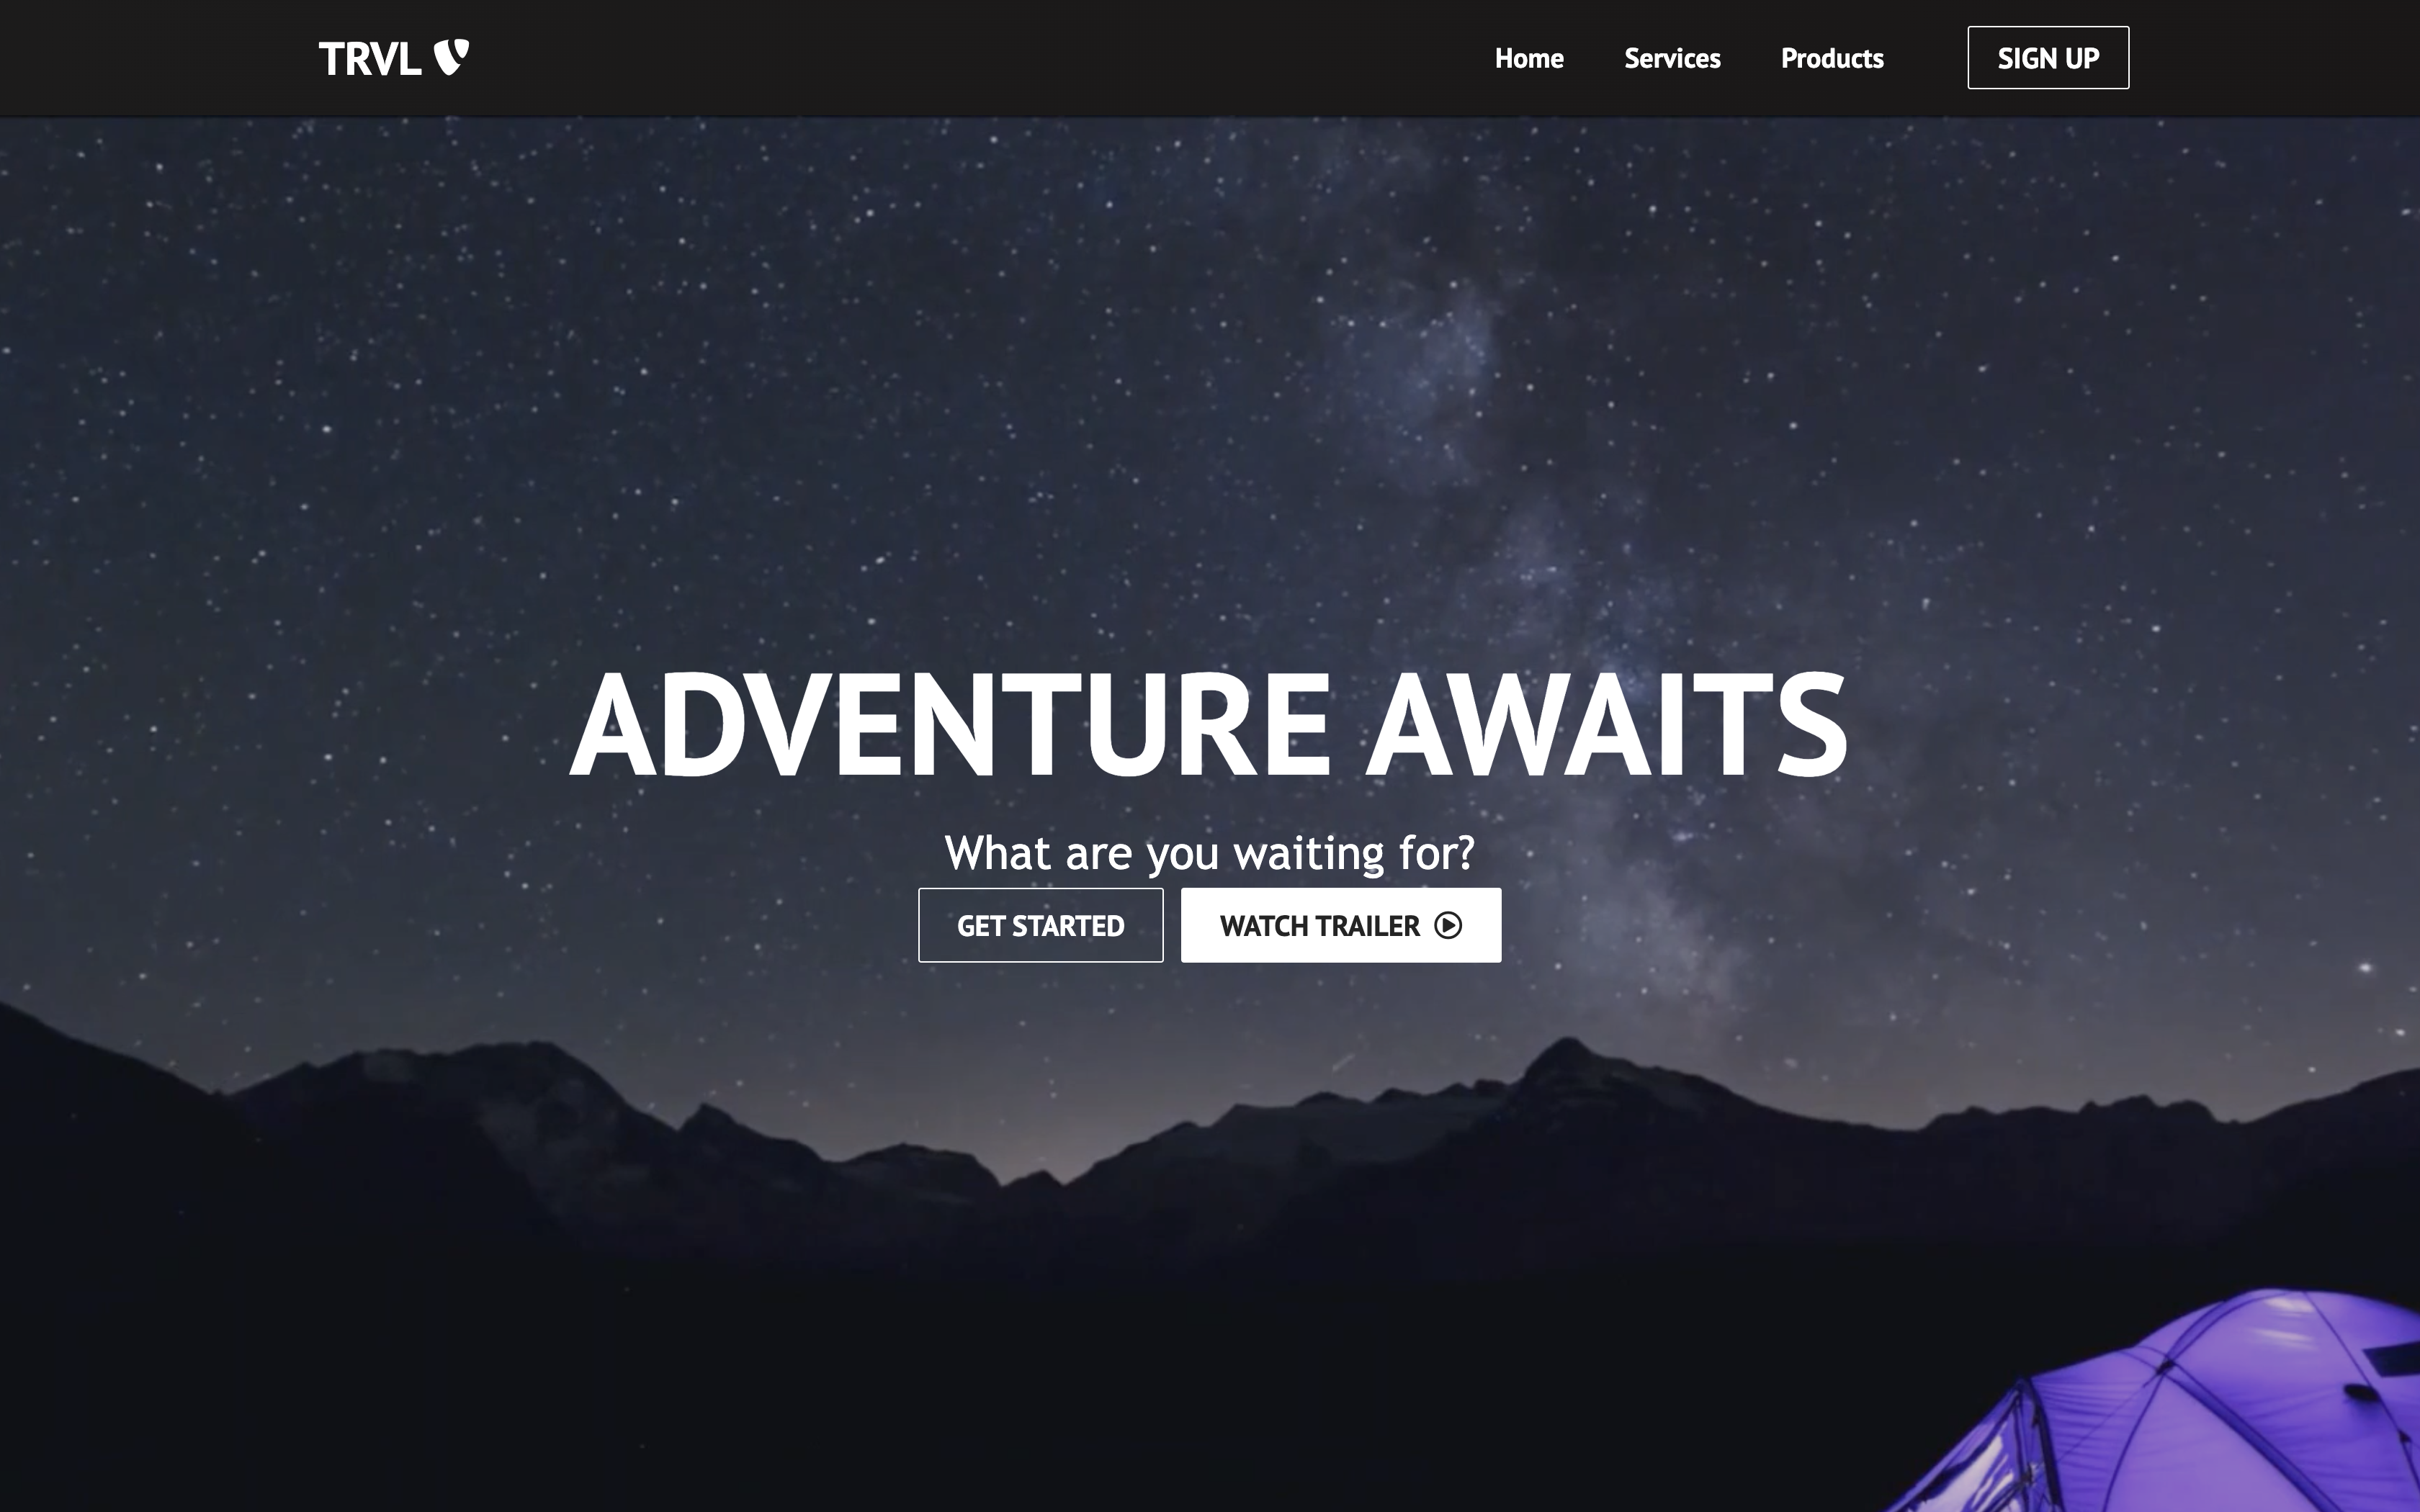 TRVL
Home Services Products SIGN UP
ADVENTURE AWAITS
What are you waiting for?
GET STARTED WATCH TRAILER